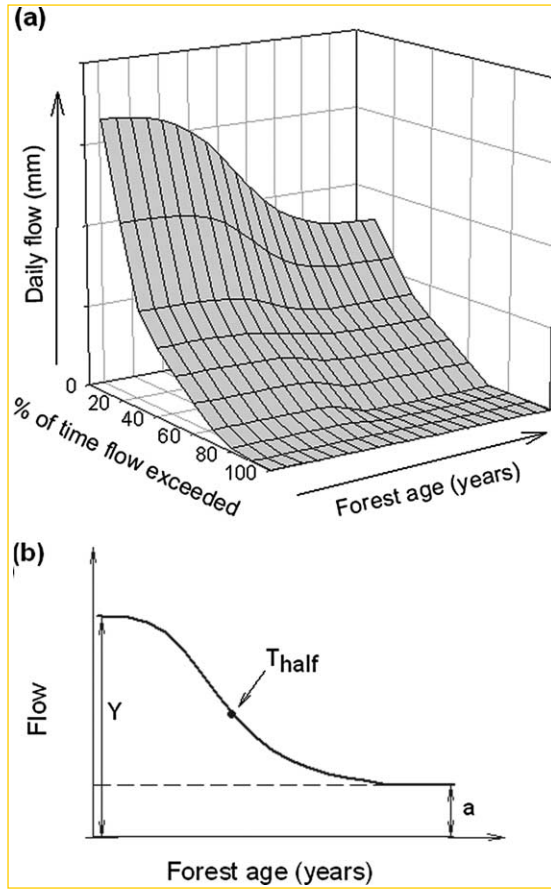 (a)
Daily flow (mm)
0
20
40
60
80
100
% of time flow exceeded
Forest age (years)
(b)
Flow
Y
T half
a
Forest age (years)